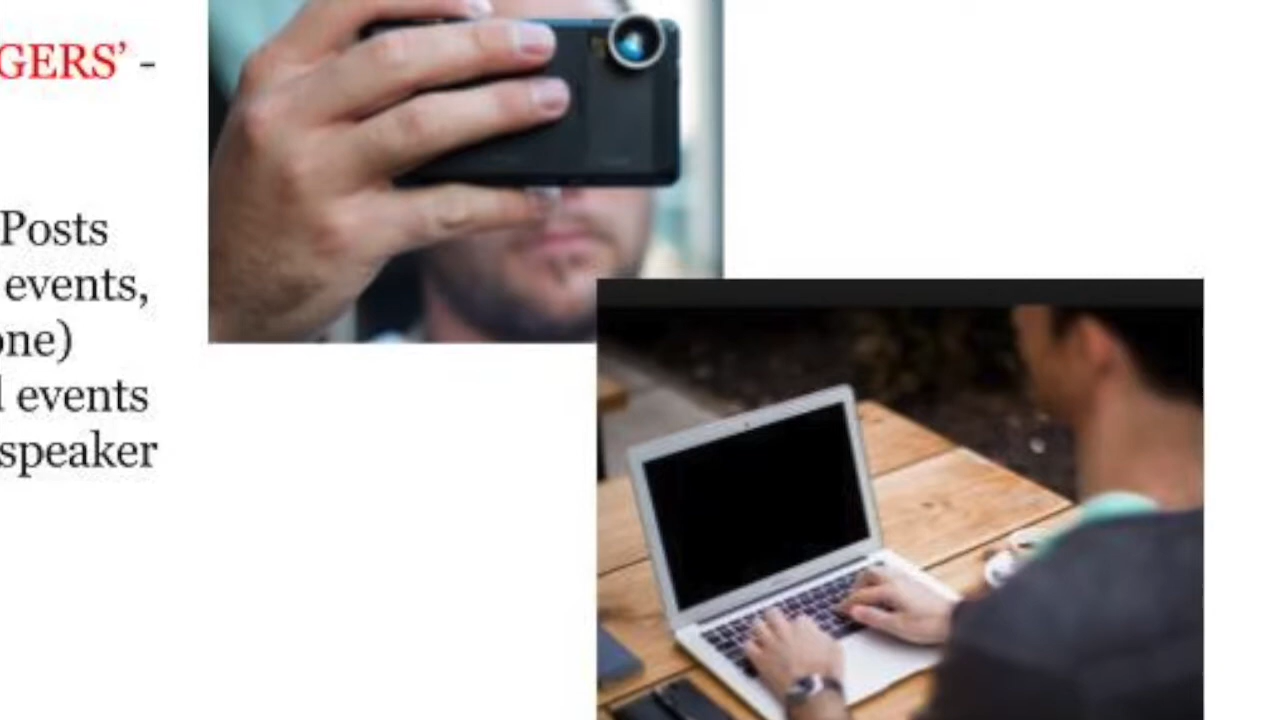 GERS’ -
Posts
events,
one)
events
speaker